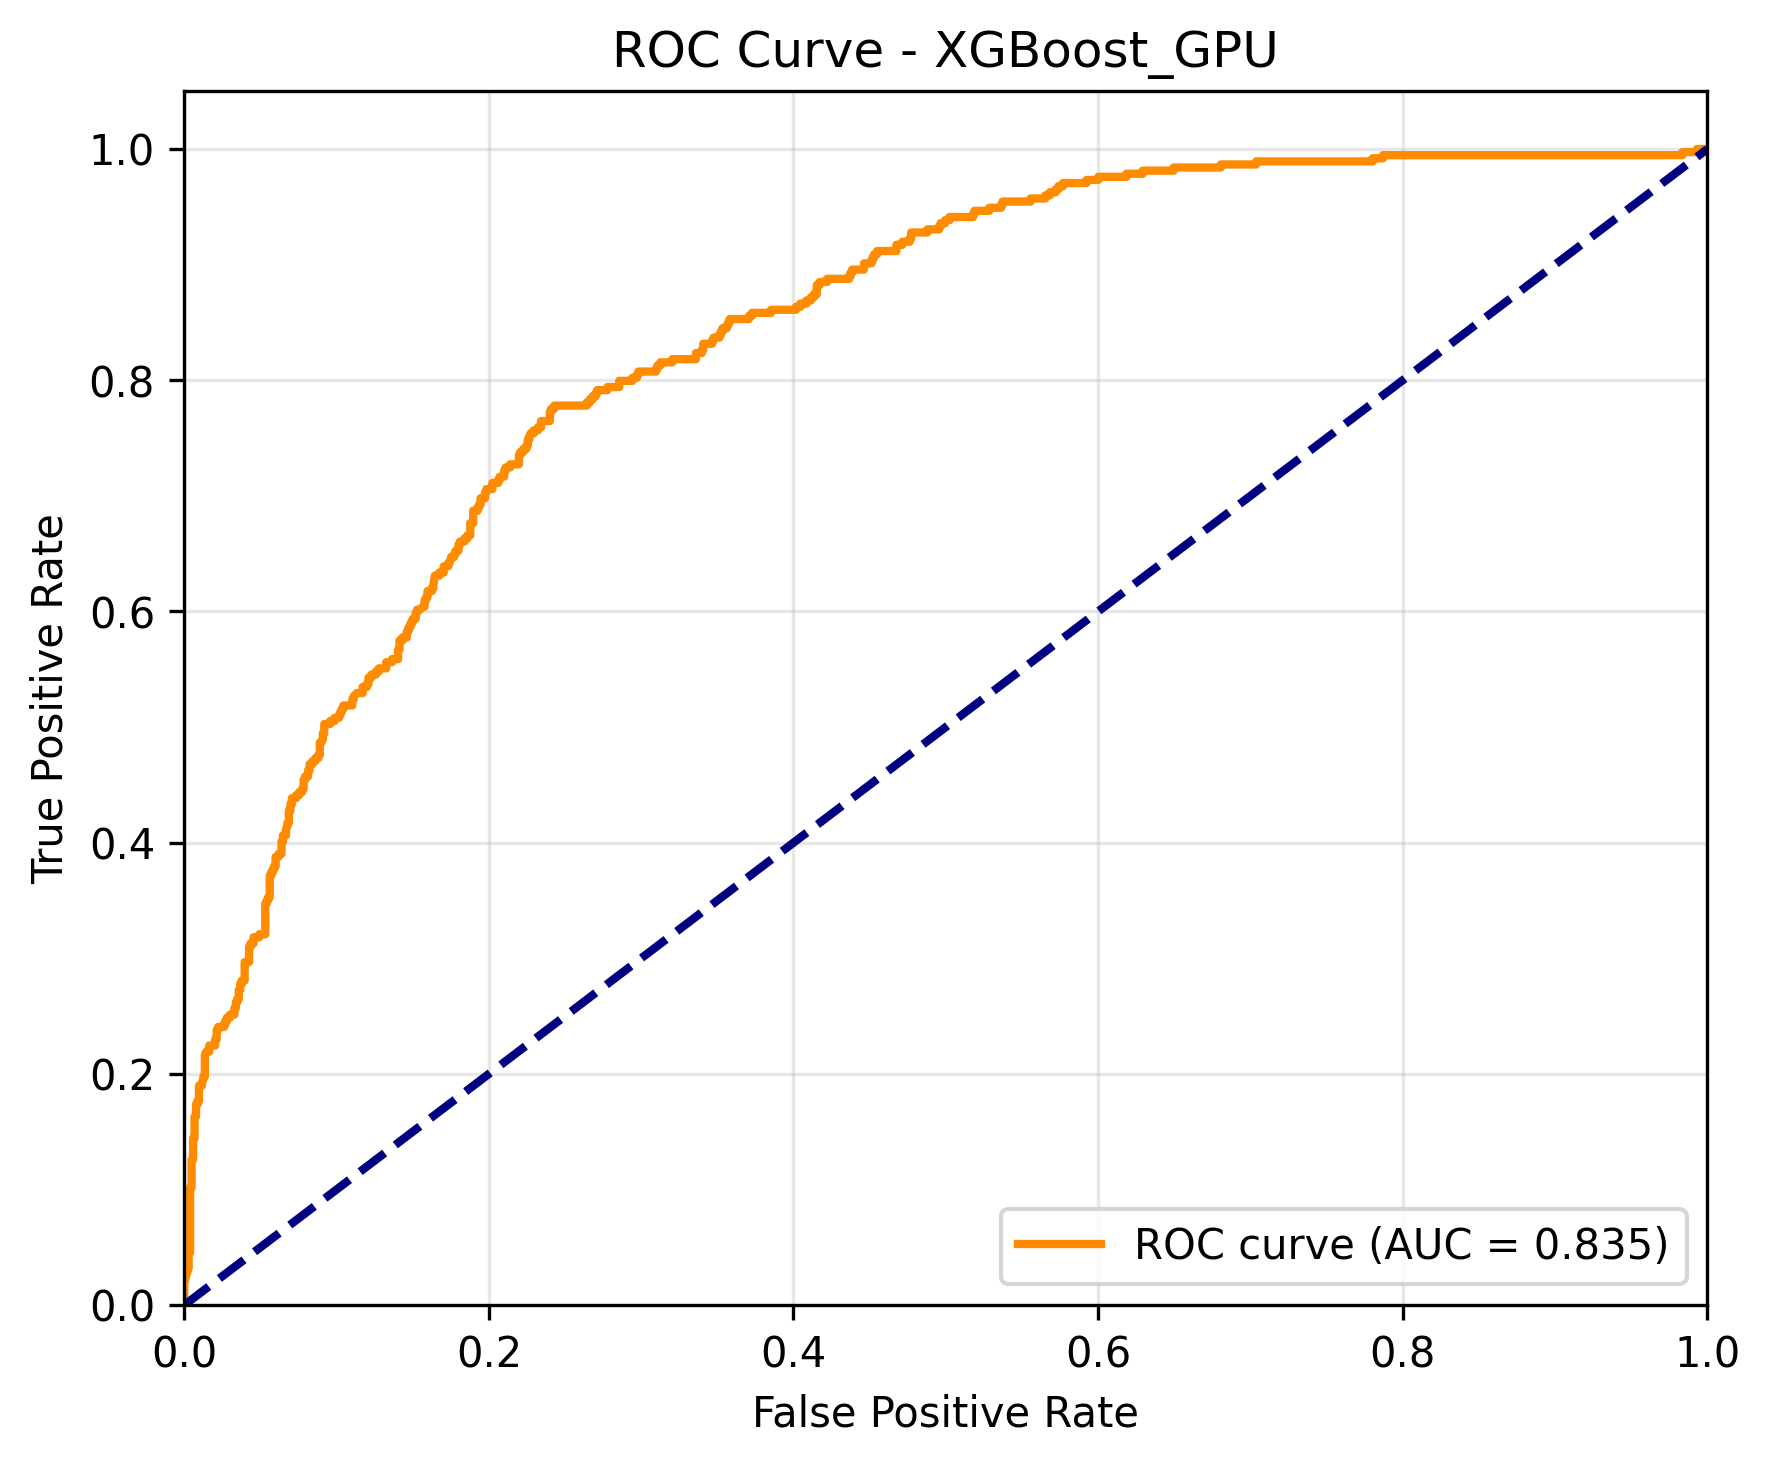 ROC Curve - XGBoost_GPU
True Positive Rate
1.0
0.8
0.6
0.4
0.2
0.0
ROC curve (AUC = 0.835)
0.0 0.2 0.4 0.6 0.8 1.0
False Positive Rate